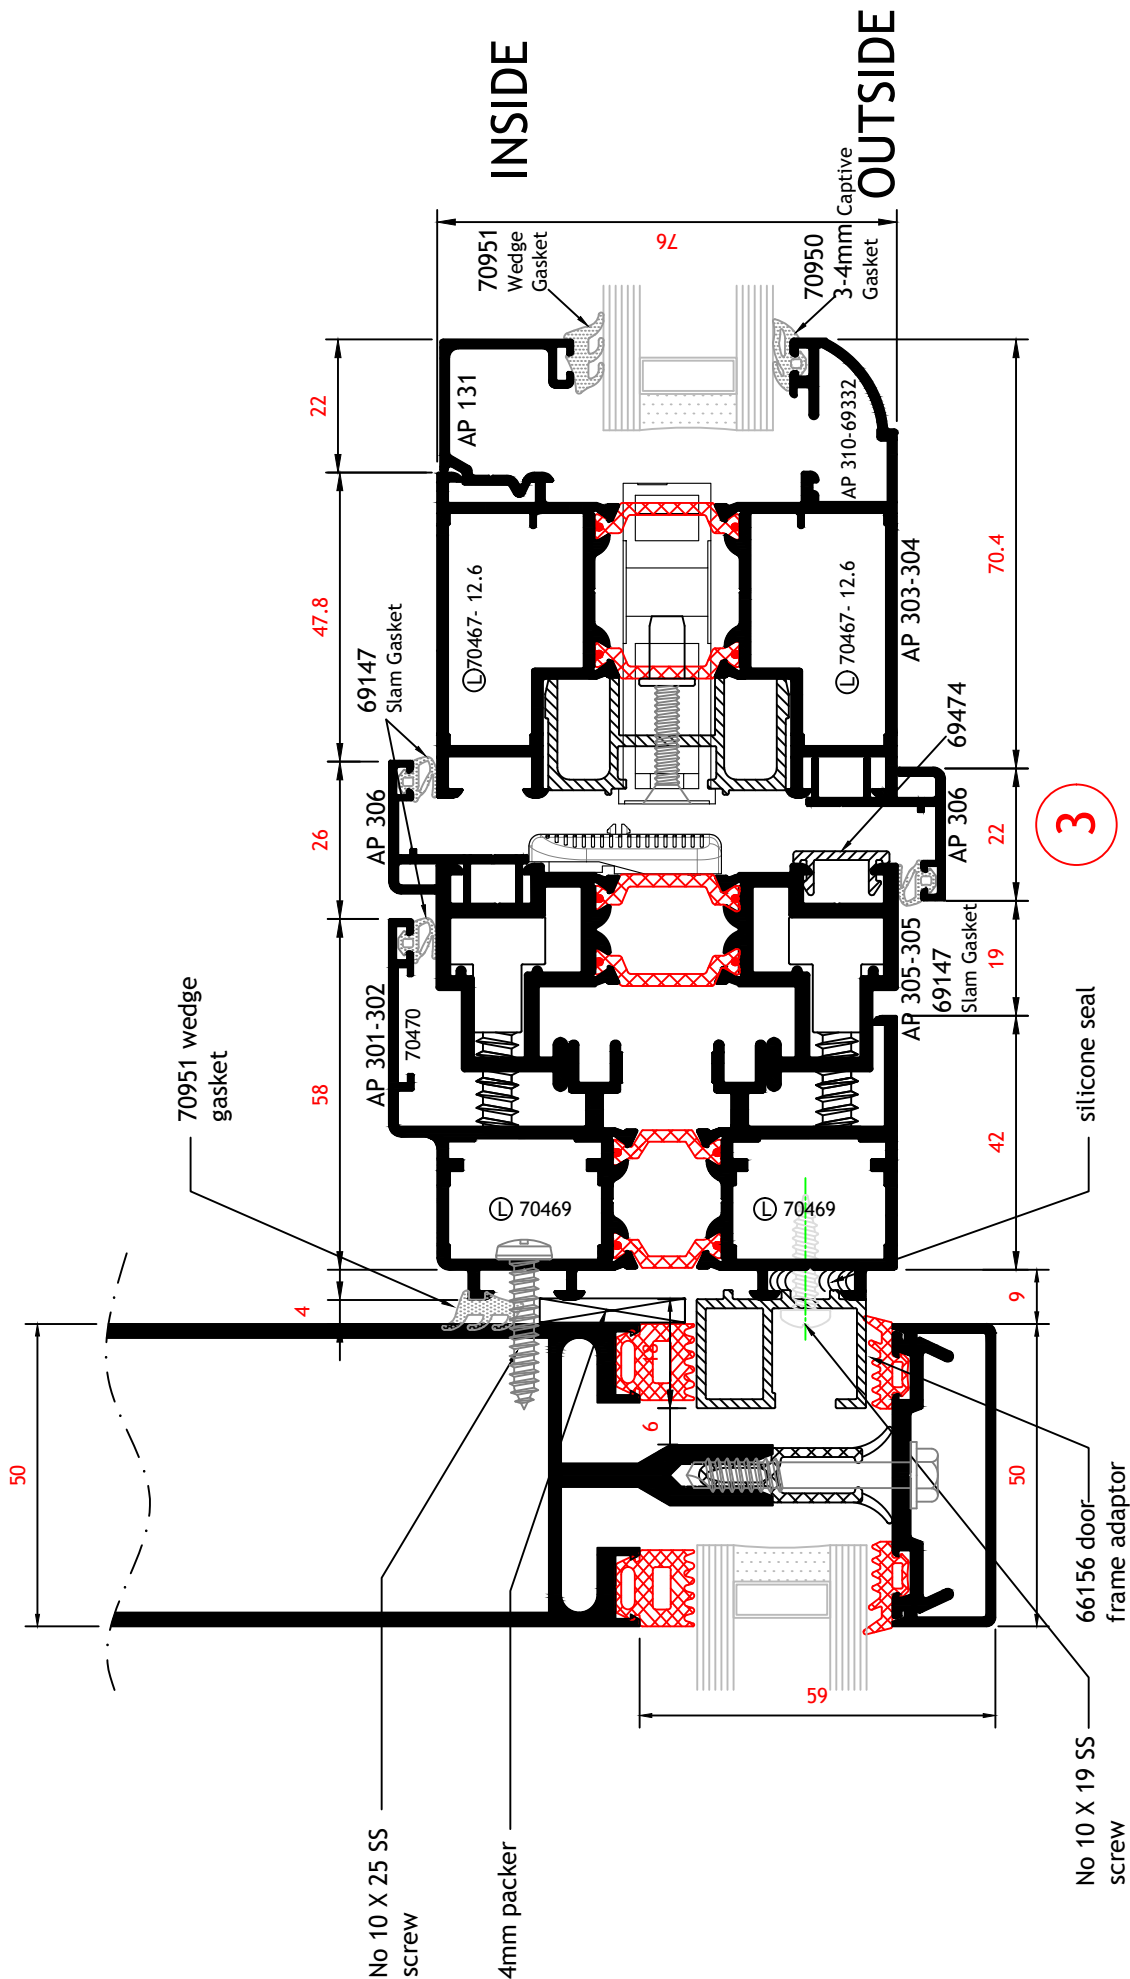 INSIDE
OUTSIDE
70951
Wedge
Gasket
70950
3-4mm Captive
Gasket
76
22
AP 131
AP 310-69332
47.8
L 70467- 12.6
L 70467- 12.6
AP 303-304
70.4
69147
Slam Gasket
69474
26
AP 306
AP 306
22
3
AP 305-305
69147
Slam Gasket
19
58
AP 301-302
70470
70951 wedge
gasket
silicone seal
42
L 70469
L 70469
4
9
48
6
50
50
59
66156 door
frame adaptor
No 10 X 25 SS
screw
4mm packer
No 10 X 19 SS
screw